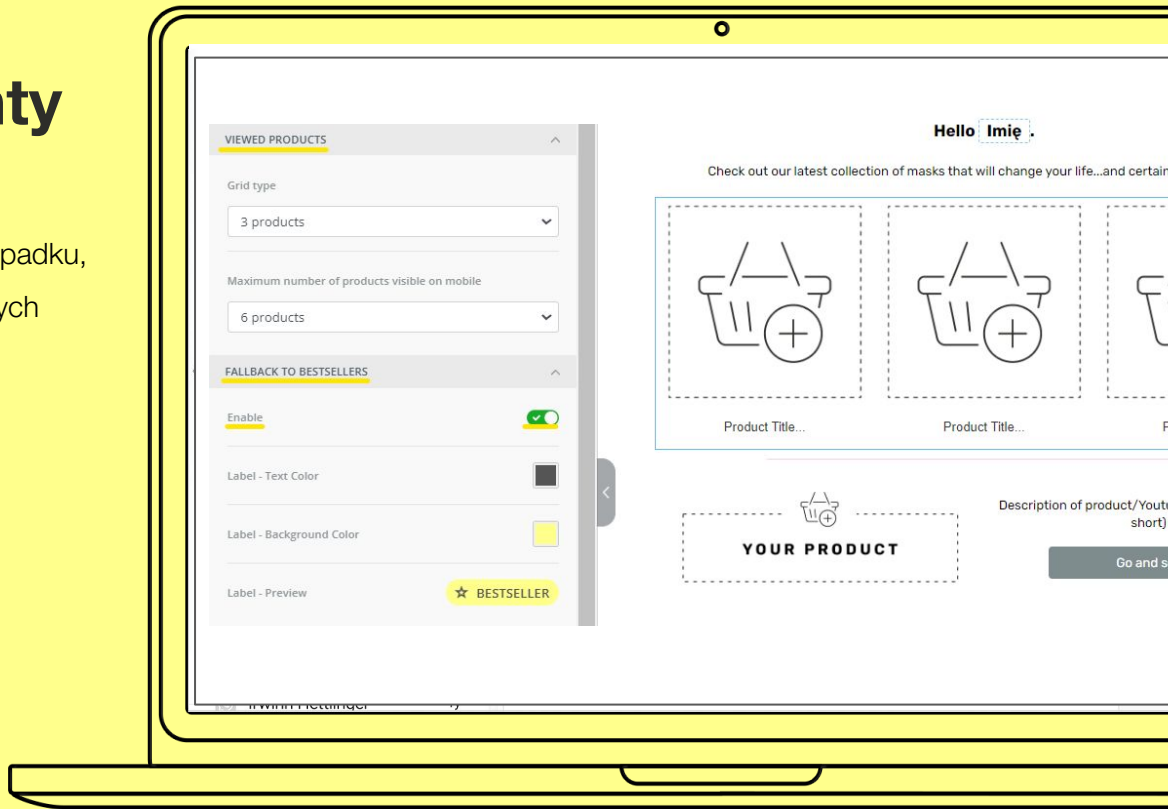 nty
padku,
ych
VIEWED PRODUCTS
Grid type
3 products
Maximum number of products visible on mobile
6 products
FALLBACK TO BESTSELLERS
Enable
Label - Text Color
Label - Background Color
Label - Preview
BESTSELLER
Hello Imię .
Check out our latest collection of masks that will change your life...and certain
Product Title...
Product Title...
P
YOUR PRODUCT
Description of product/Youtu
short)
Go and s